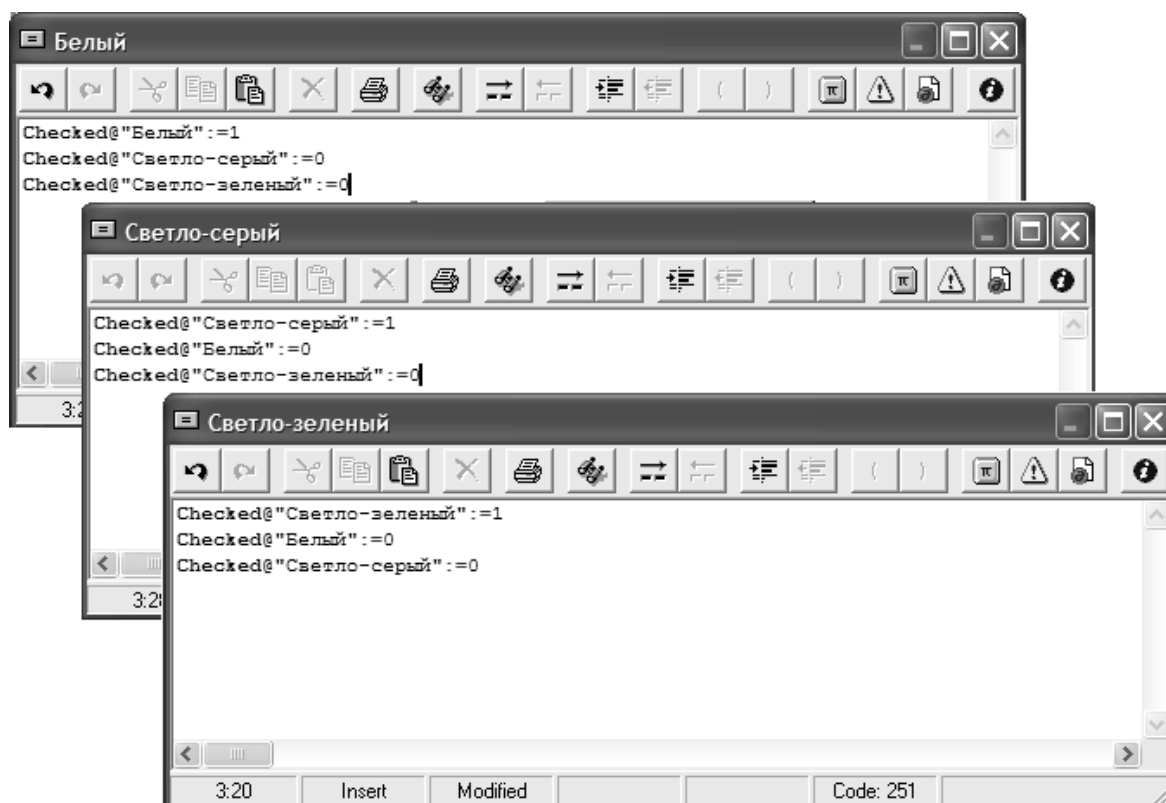 Белый
Checked@"Белый":=1
Checked@"Светло-серый":=0
Checked@"Светло-зеленый":=0
Светло-серый
Checked@"Светло-серый":=1
Checked@"Белый":=0
Checked@"Светло-зеленый":=0
Светло-зеленый
Checked@"Светло-зеленый":=1
Checked@"Белый":=0
Checked@"Светло-серый":=0
3:20 Insert Modified Code: 251